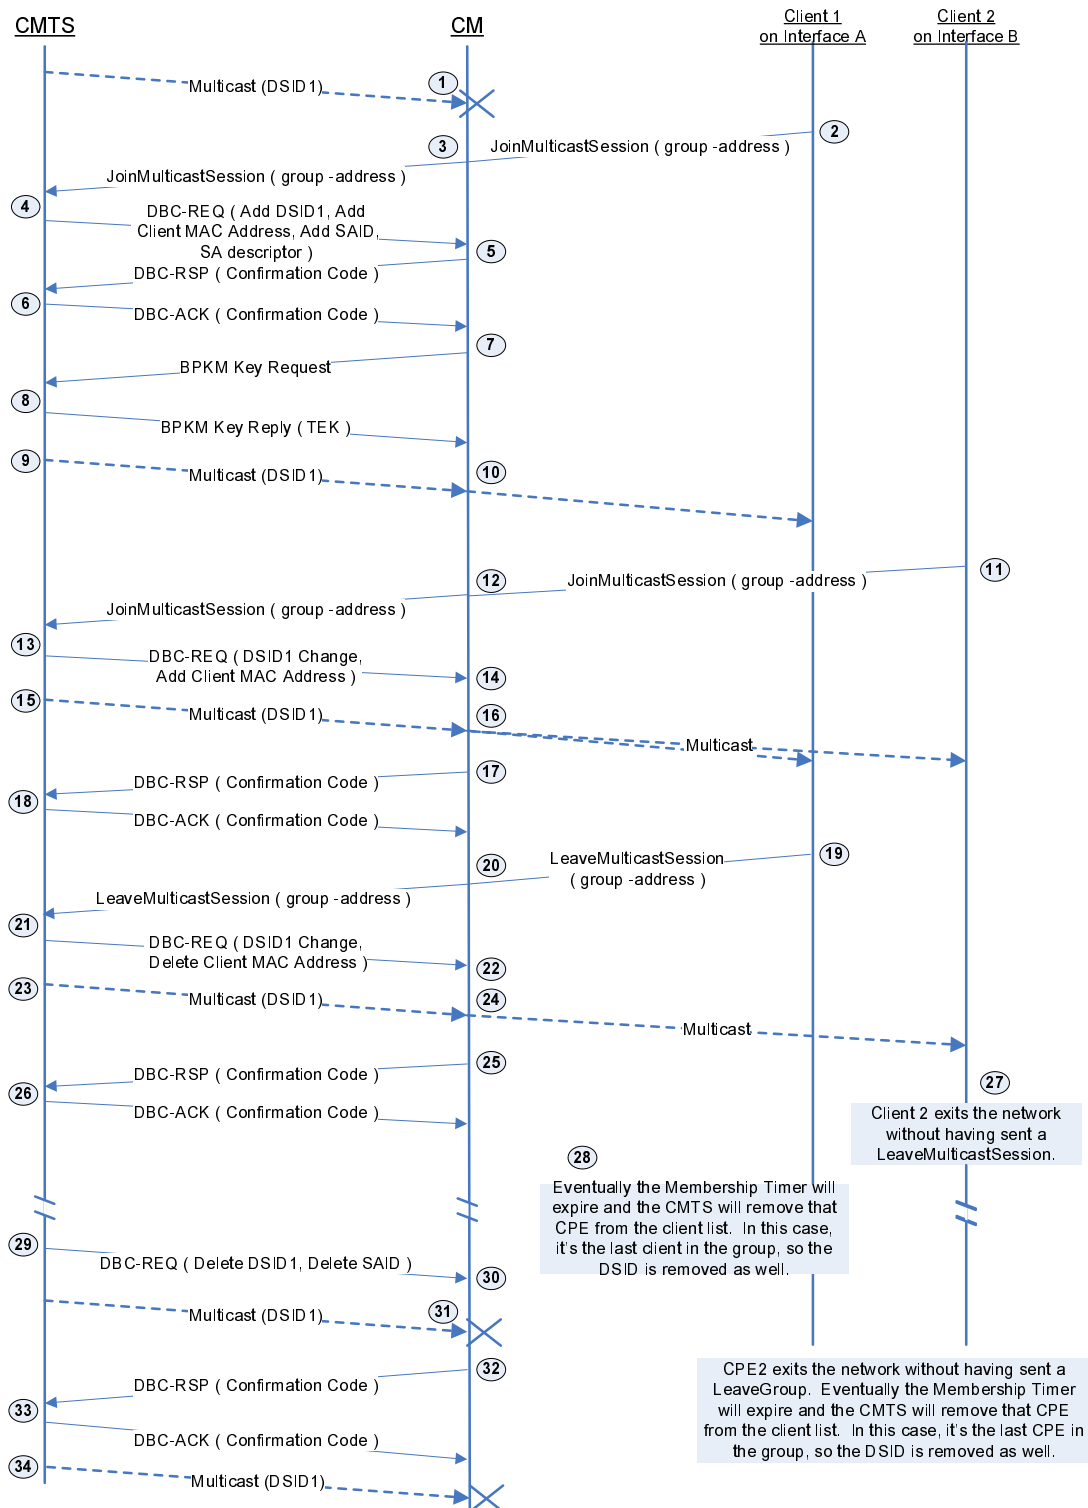 CMTS
CM
Client 1
on Interface A
Client 2
on Interface B
1
Multicast (DSID1)
2
3
JoinMulticastSession ( group -address )
JoinMulticastSession ( group -address )
4
DBC-REQ ( Add DSID1, Add
Client MAC Address, Add SAID,
SA descriptor )
5
DBC-RSP ( Confirmation Code )
6
DBC-ACK ( Confirmation Code )
7
BPKM Key Request
8
BPKM Key Reply ( TEK )
9
Multicast (DSID1)
10
11
12
JoinMulticastSession ( group -address )
JoinMulticastSession ( group -address )
13
DBC-REQ ( DSID1 Change,
Add Client MAC Address )
14
15
Multicast (DSID1)
16
Multicast
17
DBC-RSP ( Confirmation Code )
18
DBC-ACK ( Confirmation Code )
19
20
LeaveMulticastSession
( group -address )
LeaveMulticastSession ( group -address )
21
DBC-REQ ( DSID1 Change,
Delete Client MAC Address )
22
23
Multicast (DSID1)
24
Multicast
25
DBC-RSP ( Confirmation Code )
26
DBC-ACK ( Confirmation Code )
27
Client 2 exits the network
without having sent a
LeaveMulticastSession.
28
Eventually the Membership Timer will
expire and the CMTS will remove that
CPE from the client list. In this case,
it's the last client in the group, so the
DSID is removed as well.
29
DBC-REQ ( Delete DSID1, Delete SAID )
30
31
Multicast (DSID1)
32
DBC-RSP ( Confirmation Code )
33
DBC-ACK ( Confirmation Code )
34
Multicast (DSID1)
CPE2 exits the network without having sent a
LeaveGroup. Eventually the Membership Timer
will expire and the CMTS will remove that CPE
from the client list. In this case, it's the last CPE in
the group, so the DSID is removed as well.